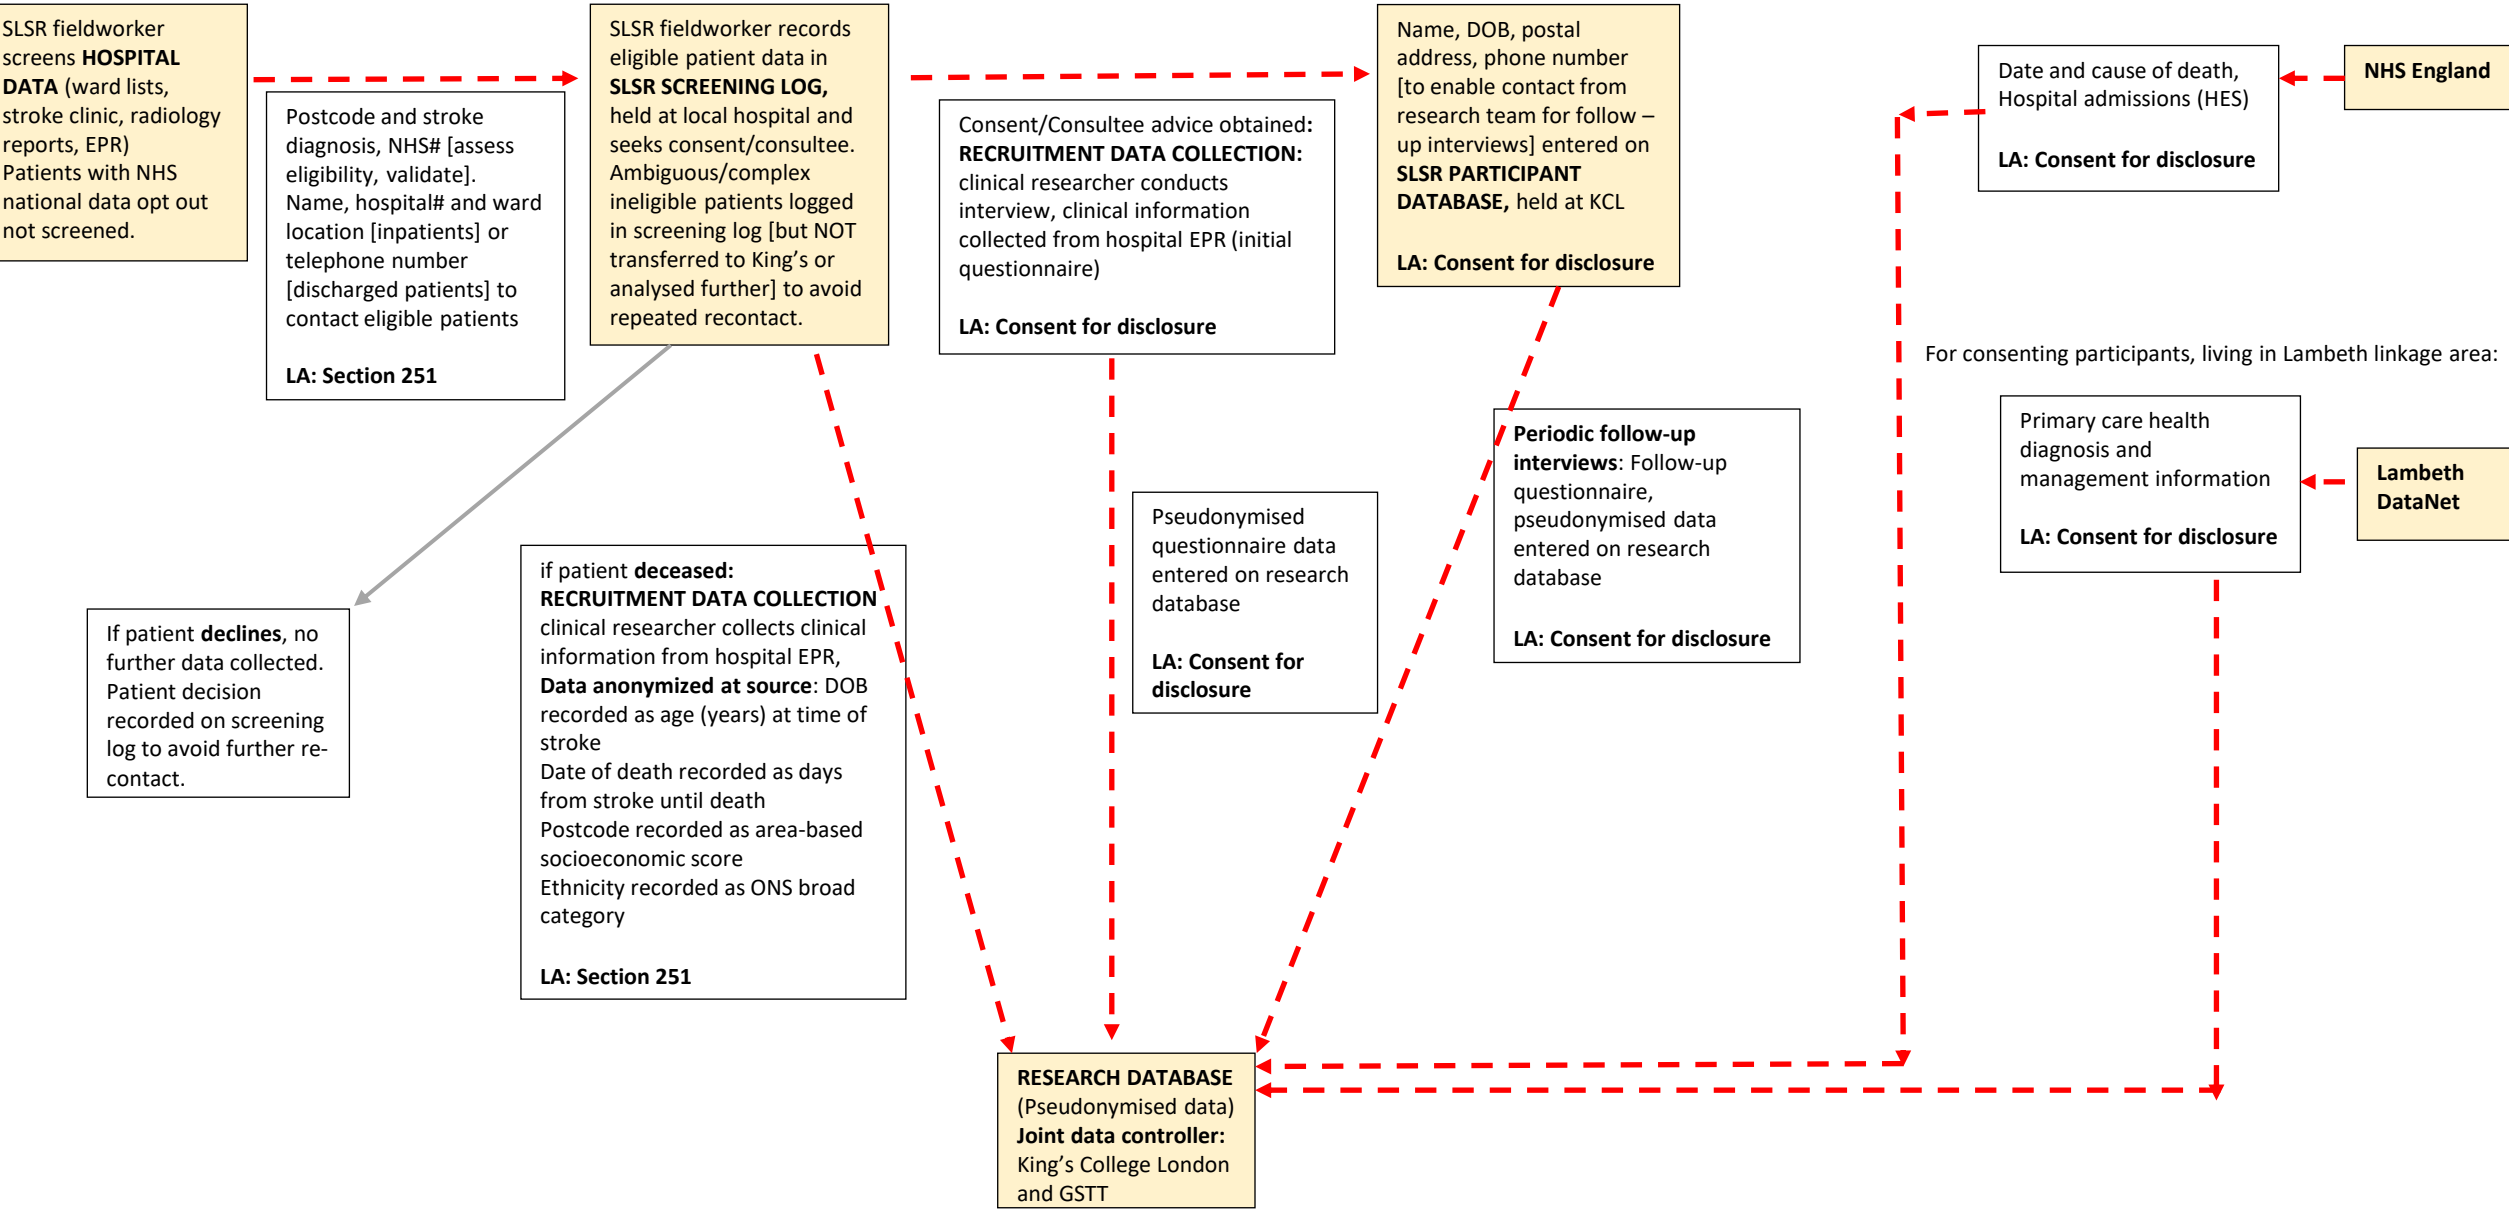 SLSR fieldworker
screens HOSPITAL
DATA (ward lists,
stroke clinic, radiology
reports, EPR)
Patients with NHS
national data opt out
not screened.
Postcode and stroke
diagnosis, NHS# [assess
eligibility, validate].
Name, hospital# and ward
location [inpatients] or
telephone number
[discharged patients] to
contact eligible patients
LA: Section 251
SLSR fieldworker records
eligible patient data in
SLSR SCREENING LOG,
held at local hospital and
seeks consent/consultee.
Ambiguous/complex
ineligible patients logged
in screening log [but NOT
transferred to King's or
analysed further] to avoid
repeated recontact.
Consent/Consultee advice obtained:
RECRUITMENT DATA COLLECTION:
clinical researcher conducts
interview, clinical information
collected from hospital EPR (initial
questionnaire)
LA: Consent for disclosure
Name, DOB, postal
address, phone number
[to enable contact from
research team for follow –
up interviews] entered on
SLSR PARTICIPANT
DATABASE, held at KCL
LA: Consent for disclosure
Date and cause of death,
Hospital admissions (HES)
LA: Consent for disclosure
NHS England
For consenting participants, living in Lambeth linkage area:
Primary care health
diagnosis and
management information
LA: Consent for disclosure
Lambeth
DataNet
If patient declines, no
further data collected.
Patient decision
recorded on screening
log to avoid further re-
contact.
if patient deceased:
RECRUITMENT DATA COLLECTION
clinical researcher collects clinical
information from hospital EPR,
Data anonymized at source: DOB
recorded as age (years) at time of
stroke
Date of death recorded as days
from stroke until death
Postcode recorded as area-based
socioeconomic score
Ethnicity recorded as ONS broad
category
LA: Section 251
Pseudonymised
questionnaire data
entered on research
database
LA: Consent for
disclosure
Periodic follow-up
interviews: Follow-up
questionnaire,
pseudonymised data
entered on research
database
LA: Consent for disclosure
RESEARCH DATABASE
(Pseudonymised data)
Joint data controller:
King's College London
and GSTT